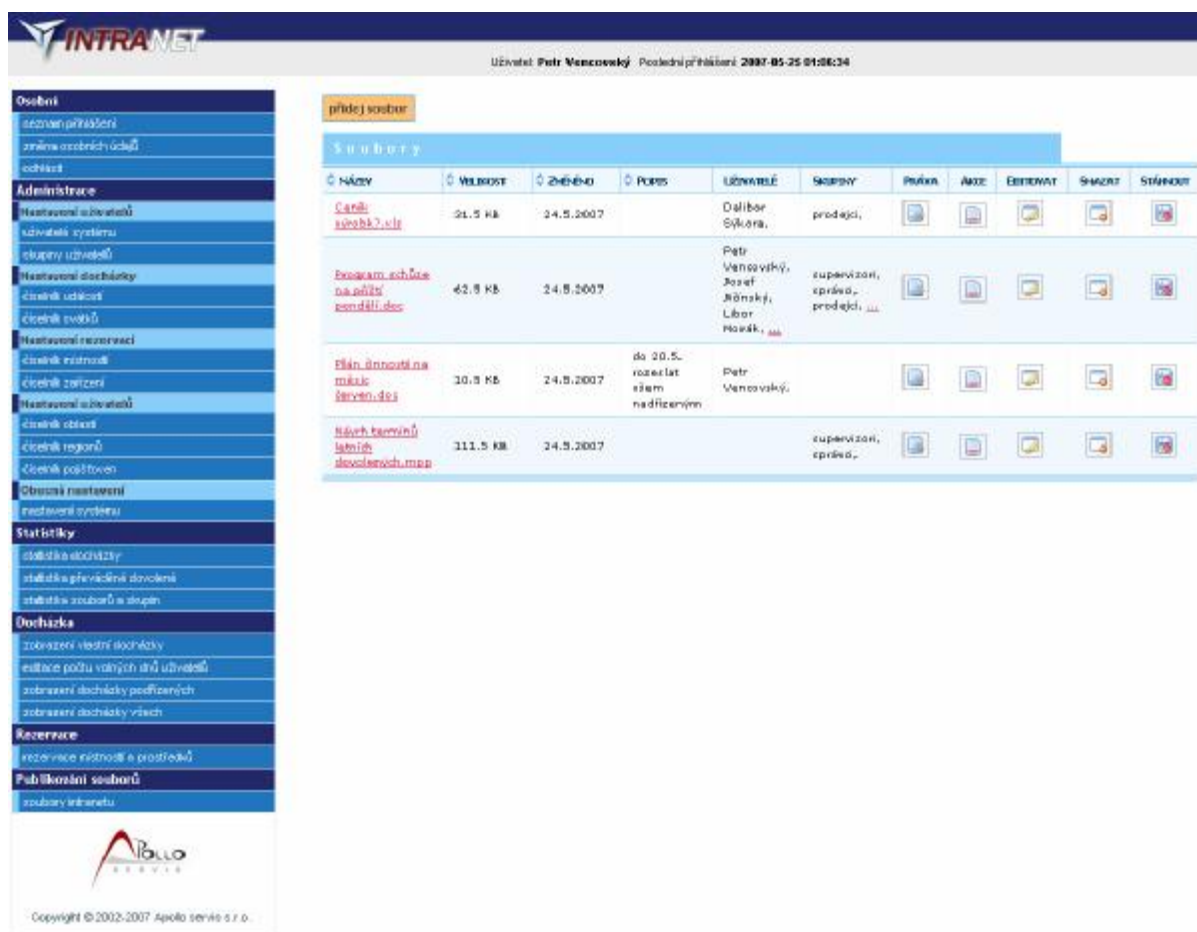 INTRANET
Uživatel: Petr Vencovský Poslední přihlášení: 2007-05-25 01:06:34
Osobní
seznam přihlášení
změna osobních údajů
odhlásit
Administrace
Nastavení uživatelů
uživatelé systému
skupiny uživatelů
Nastavení docházky
číselník událostí
číselník svátků
Nastavení rezervací
číselník místností
číselník zařízení
Nastavení uživatelů
číselník oblastí
číselník regionů
číselník pojišťoven
Obecná nastavení
nastavení systému
Statistiky
statistika docházky
statistika převáděné dovolené
statistika souborů a skupin
Docházka
zobrazení vlastní docházky
editace počtu volných dnů uživatelů
zobrazení docházky podřízených
zobrazení docházky všech
Rezervace
rezervace místností a prostředků
Publikování souborů
soubory intranetu
Apollo
servis
Copyright © 2002-2007 Apollo servis s.r.o.
přidej soubor
Soubory
Název Velikost Změněno Popis Uživatelé Skupiny Práva Akce Editovat Smazat Stáhnout
Ceník
.xls
31.5 KB 24.5.2007
Dalibor
Sýkora,
prodejci,
Program schůze
na příští
pondělí.doc
62.5 KB 24.5.2007
Petr
Vencovský,
Josef
Libor
Novák, ...
supervizoři,
správci,
prodejci, ...
Plán činností na
měsíc
červen.doc
30.5 KB 24.5.2007
do 20.5.
rozeslat
všem
nadřízeným
Petr
Vencovský,
Návrh termínů
letních
dovolených.mpp
111.5 KB 24.5.2007
supervizoři,
správci,